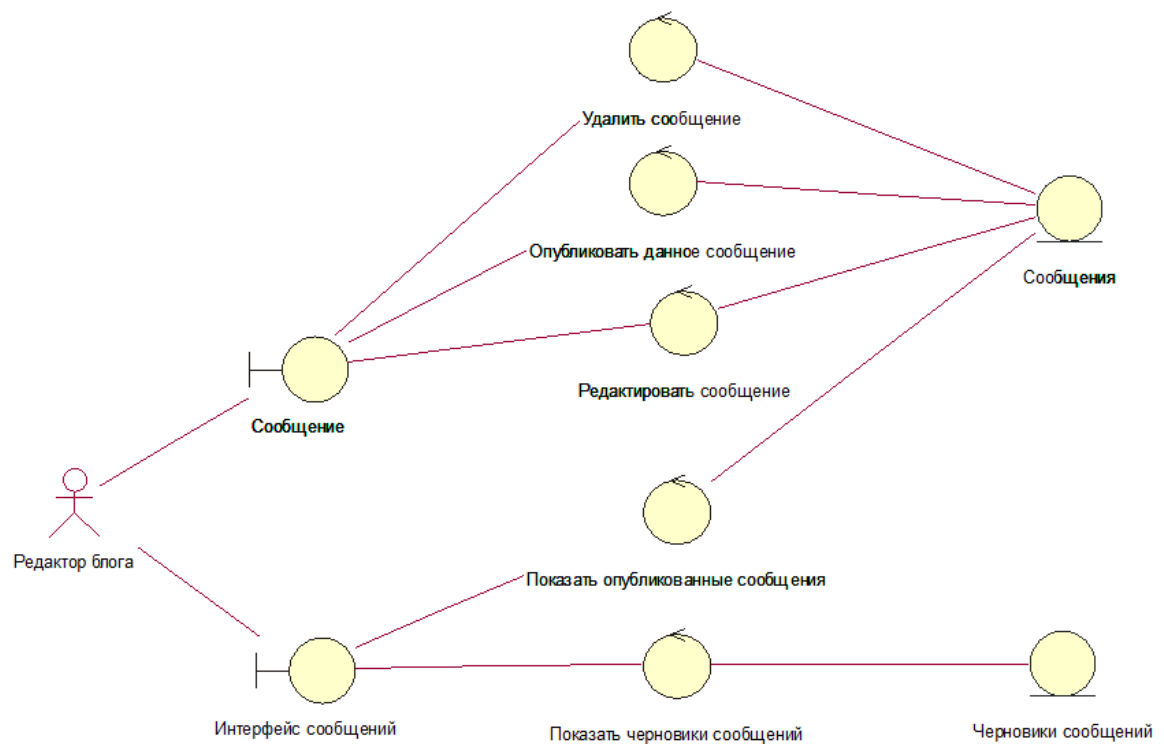 Удалить сообщение
Опубликовать данное сообщение
Сообщения
Редактировать сообщение
Сообщение
Редактор блога
Показать опубликованные сообщения
Интерфейс сообщений
Показать черновики сообщений
Черновики сообщений